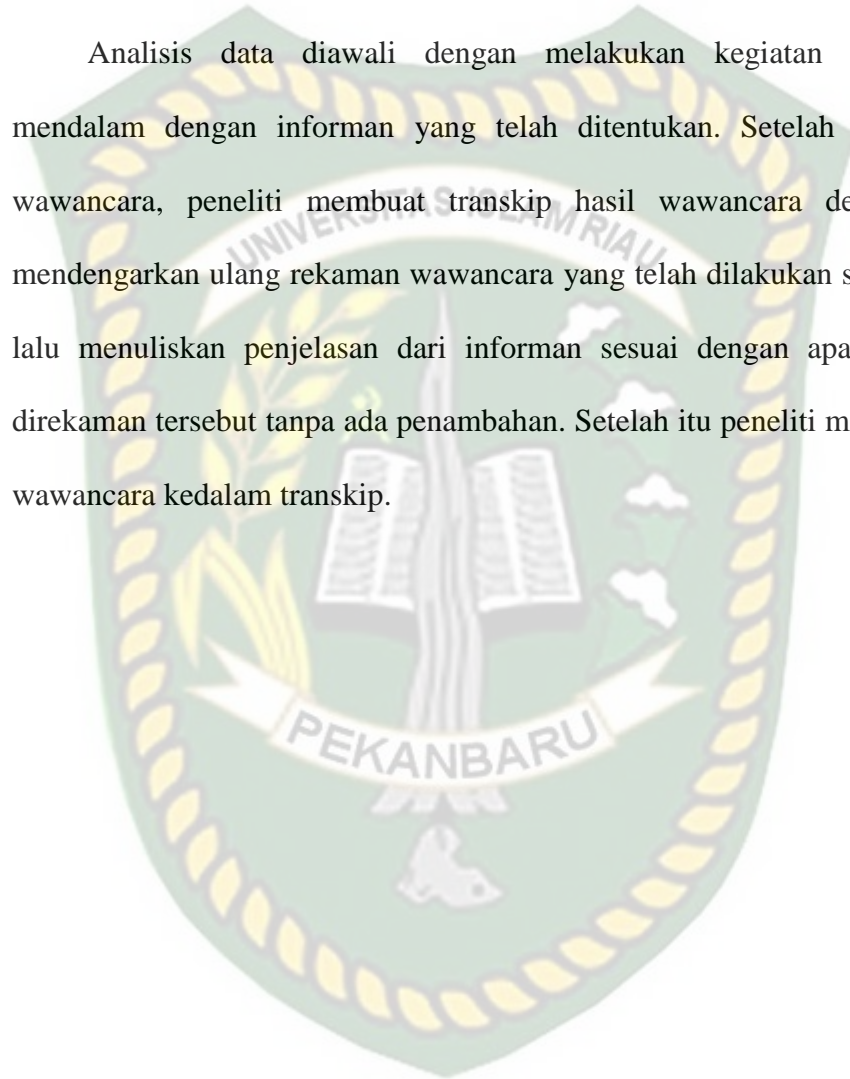 Analisis data diawali dengan melakukan kegiatan
mendalam dengan informan yang telah ditentukan. Setelah
wawancara, peneliti membuat transkip hasil wawancara de
mendengarkan ulang rekaman wawancara yang telah dilakukan s
lalu menuliskan penjelasan dari informan sesuai dengan apa
direkaman tersebut tanpa ada penambahan. Setelah itu peneliti m
wawancara kedalam transkip.
UNIVERSITAS ISLAM RIAU
PEKANBARU